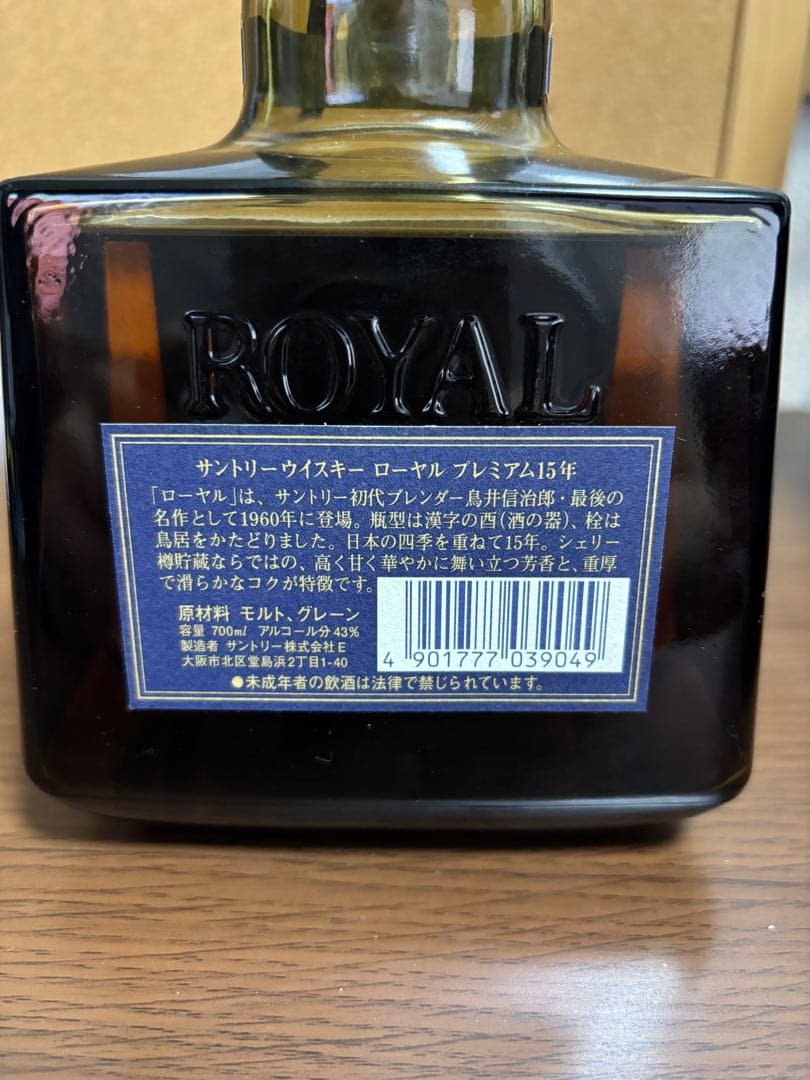 ROYAL
サントリーウイスキー ローヤル プレミアム15年
「ローヤル」は、サントリー初代ブレンダー鳥井信治郎・最後の
名作として1960年に登場。瓶型は漢字の酉(酒の器)、栓は
鳥居をかたどりました。日本の四季を重ねて15年。シェリー
樽貯蔵ならではの、高く甘く華やかに舞い立つ芳香と、重厚
で滑らかなコクが特徴です。
原材料 モルト、グレーン
容量 700㎖ アルコール分43%
製造者 サントリー株式会社E
大阪市北区堂島浜2丁目1-40
4 901777 039049
●未成年者の飲酒は法律で禁じられています。